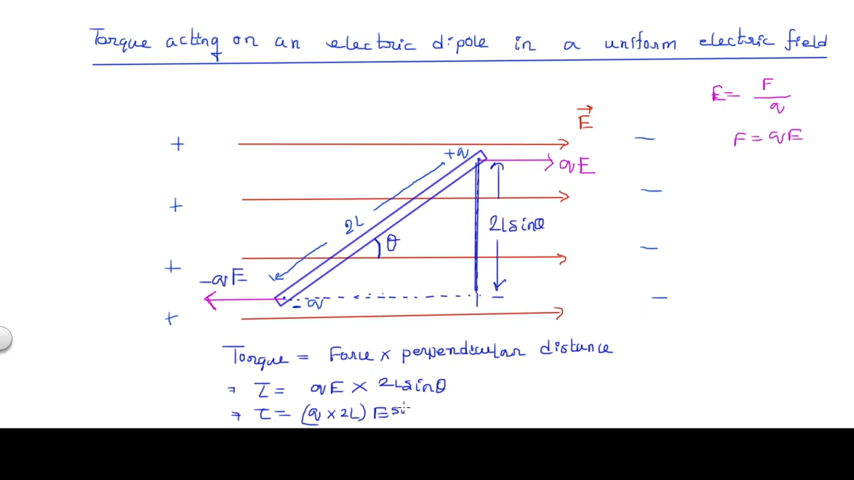 Torque acting on an electric dipole in a uniform electric field
E = F/q
F = qE
E⃗
+ −
+q
qE
+ −
2L
2Lsinθ
θ
+ −
−qE
−q
+ −
Torque = Force × perpendicular distance
⇒ τ = qE × 2Lsinθ
⇒ τ = (q × 2L) E si